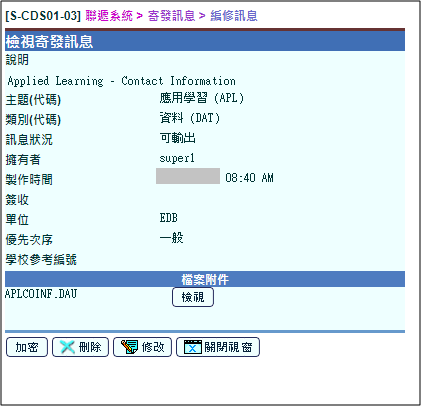 [S-CDS01-03] 聯遞系統 > 寄發訊息 > 編修訊息
檢視寄發訊息
說明
Applied Learning - Contact Information
主題(代碼) 應用學習 (APL)
類別(代碼) 資料 (DAT)
訊息狀況 可輸出
擁有者 super1
製作時間 08:40 AM
簽收
單位 EDB
優先次序 一般
學校參考編號
檔案附件
APLCOINF.DAU 檢視
加密 刪除 修改 關閉視窗